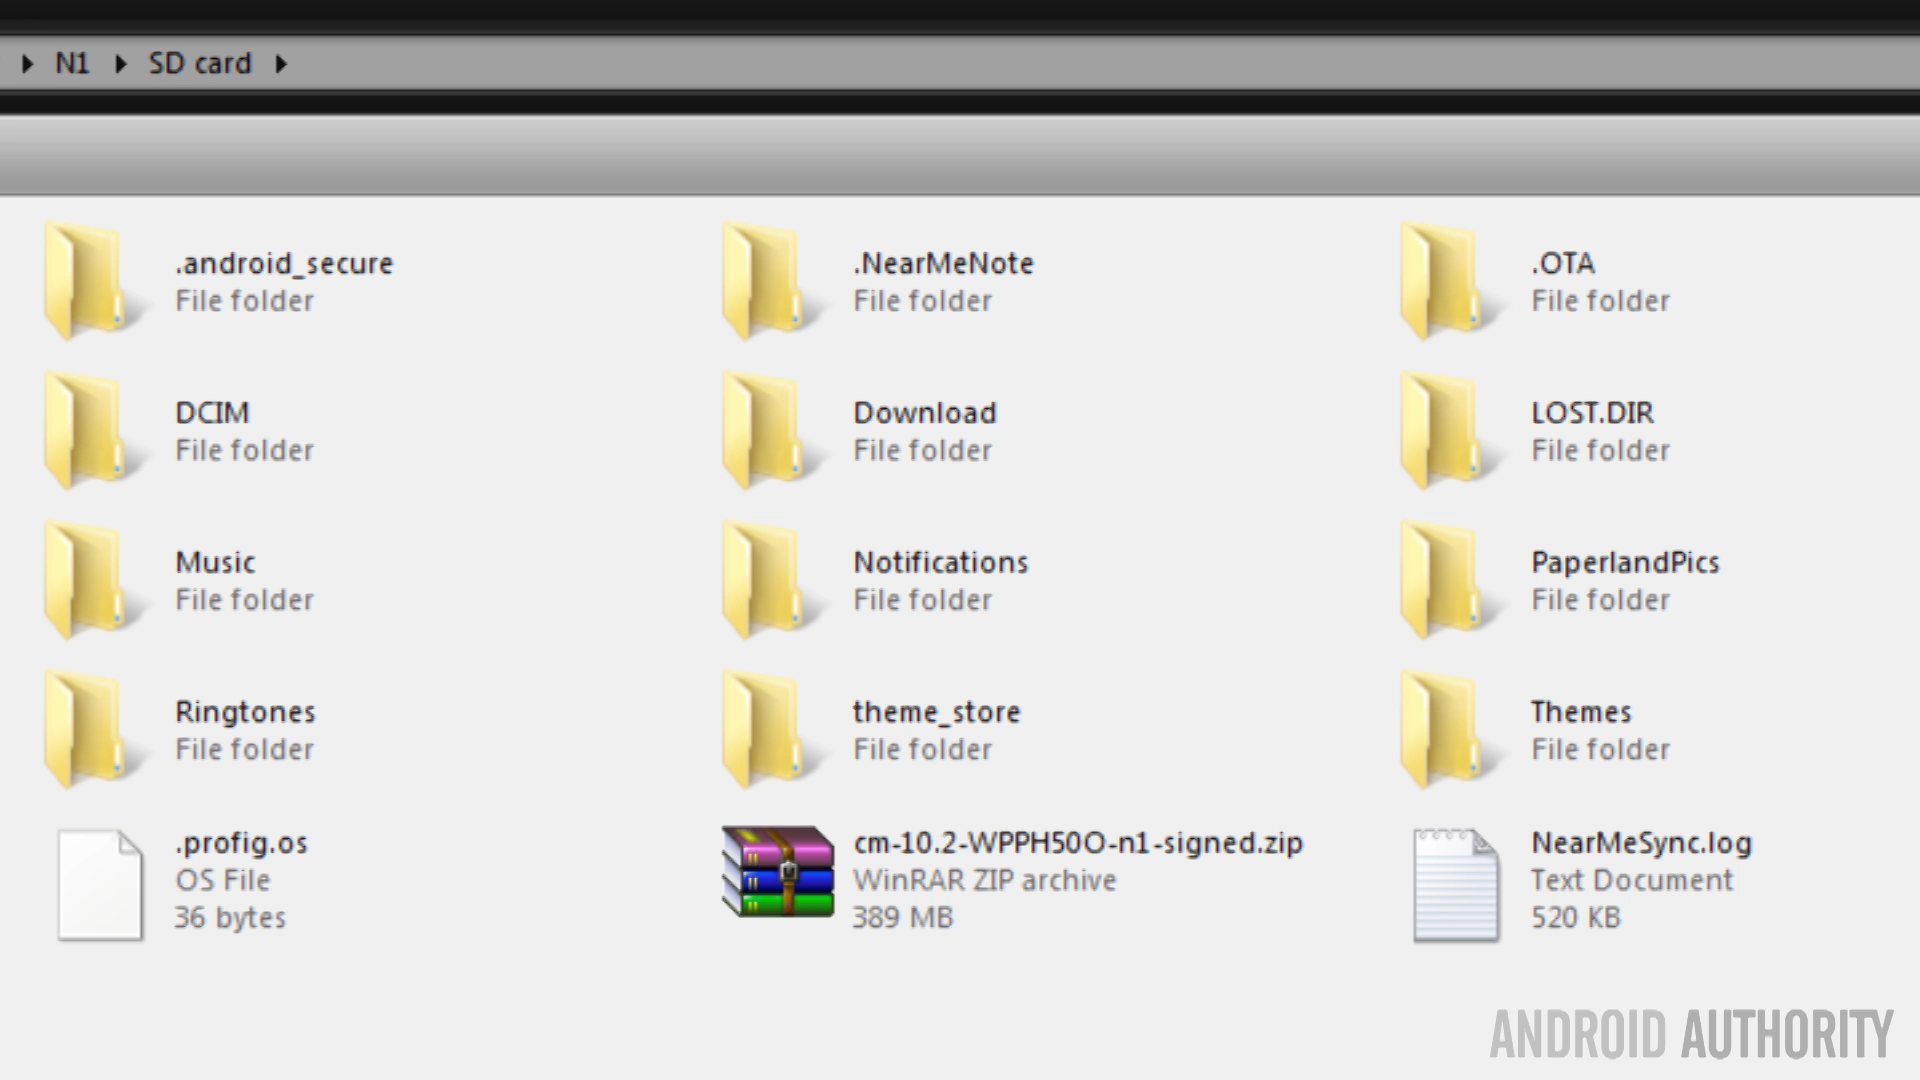 N1 SD card
.android_secure
File folder
.NearMeNote
File folder
.OTA
File folder
DCIM
File folder
Download
File folder
LOST.DIR
File folder
Music
File folder
Notifications
File folder
PaperlandPics
File folder
Ringtones
File folder
theme_store
File folder
Themes
File folder
.profig.os
OS File
36 bytes
cm-10.2-WPPH50O-n1-signed.zip
WinRAR ZIP archive
389 MB
NearMeSync.log
Text Document
520 KB
ANDROID AUTHORITY